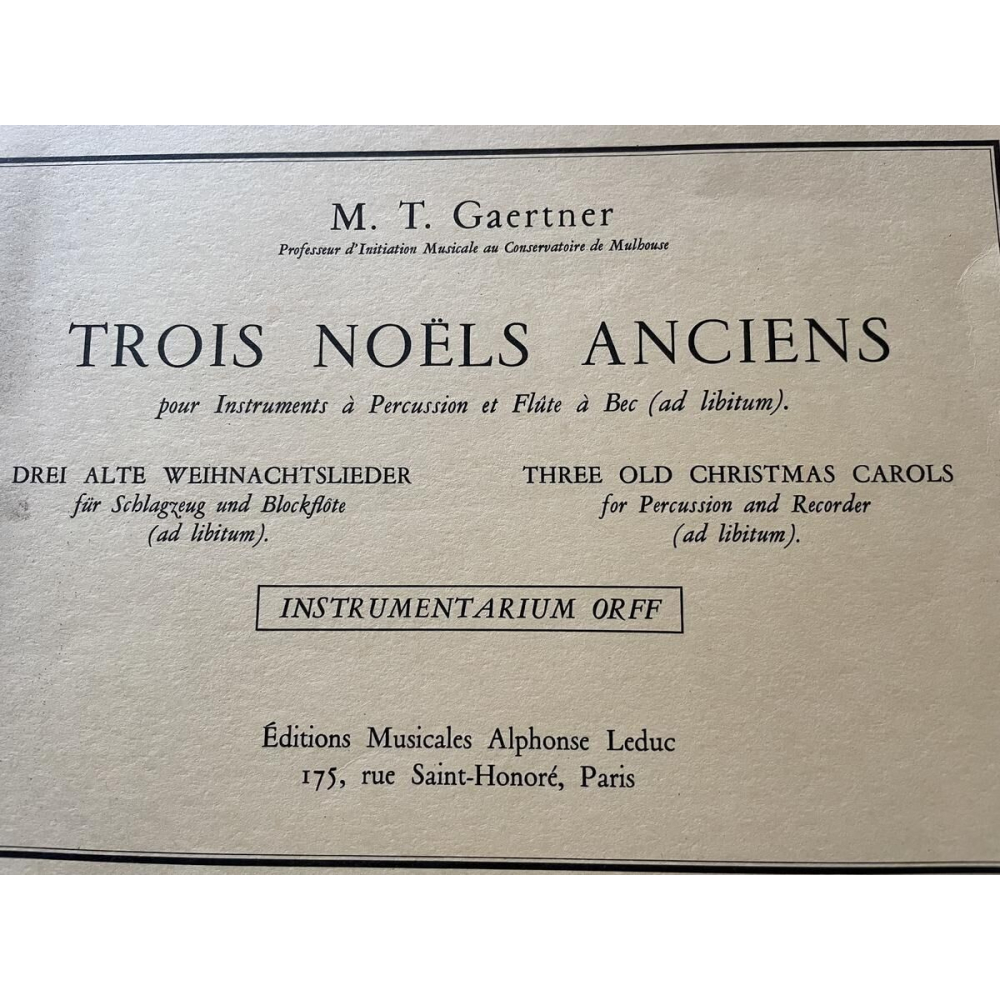 M. T. Gaertner
Professeur d'Initiation Musicale au Conservatoire de Mulhouse
TROIS NOËLS ANCIENS
pour Instruments à Percussion et Flûte à Bec (ad libitum).
DREI ALTE WEIHNACHTSLIEDER
für Schlagzeug und Blockflöte
(ad libitum).
THREE OLD CHRISTMAS CAROLS
for Percussion and Recorder
(ad libitum).
INSTRUMENTARIUM ORFF
Éditions Musicales Alphonse Leduc
175, rue Saint-Honoré, Paris